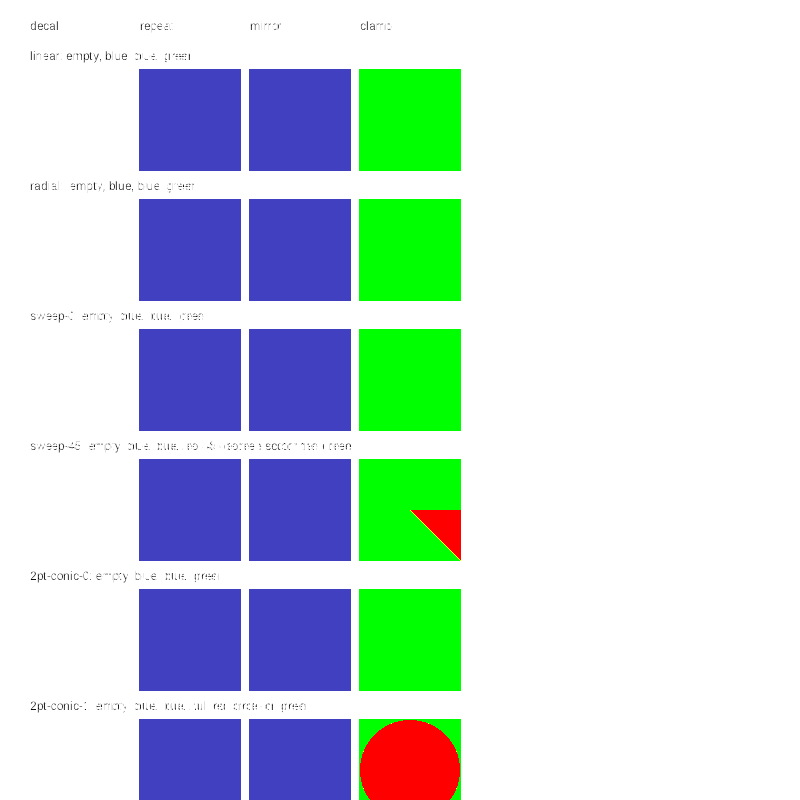 decal repeat mirror clamp
linear: empty, blue, blue, green
radial: empty, blue, blue, green
sweep-0: empty, blue, blue, green
sweep-45: empty, blue, blue, 45 degree sector then green
2pt-conic-0: empty, blue, blue, green
2pt-conic-1: empty, blue, blue, full red circle on green